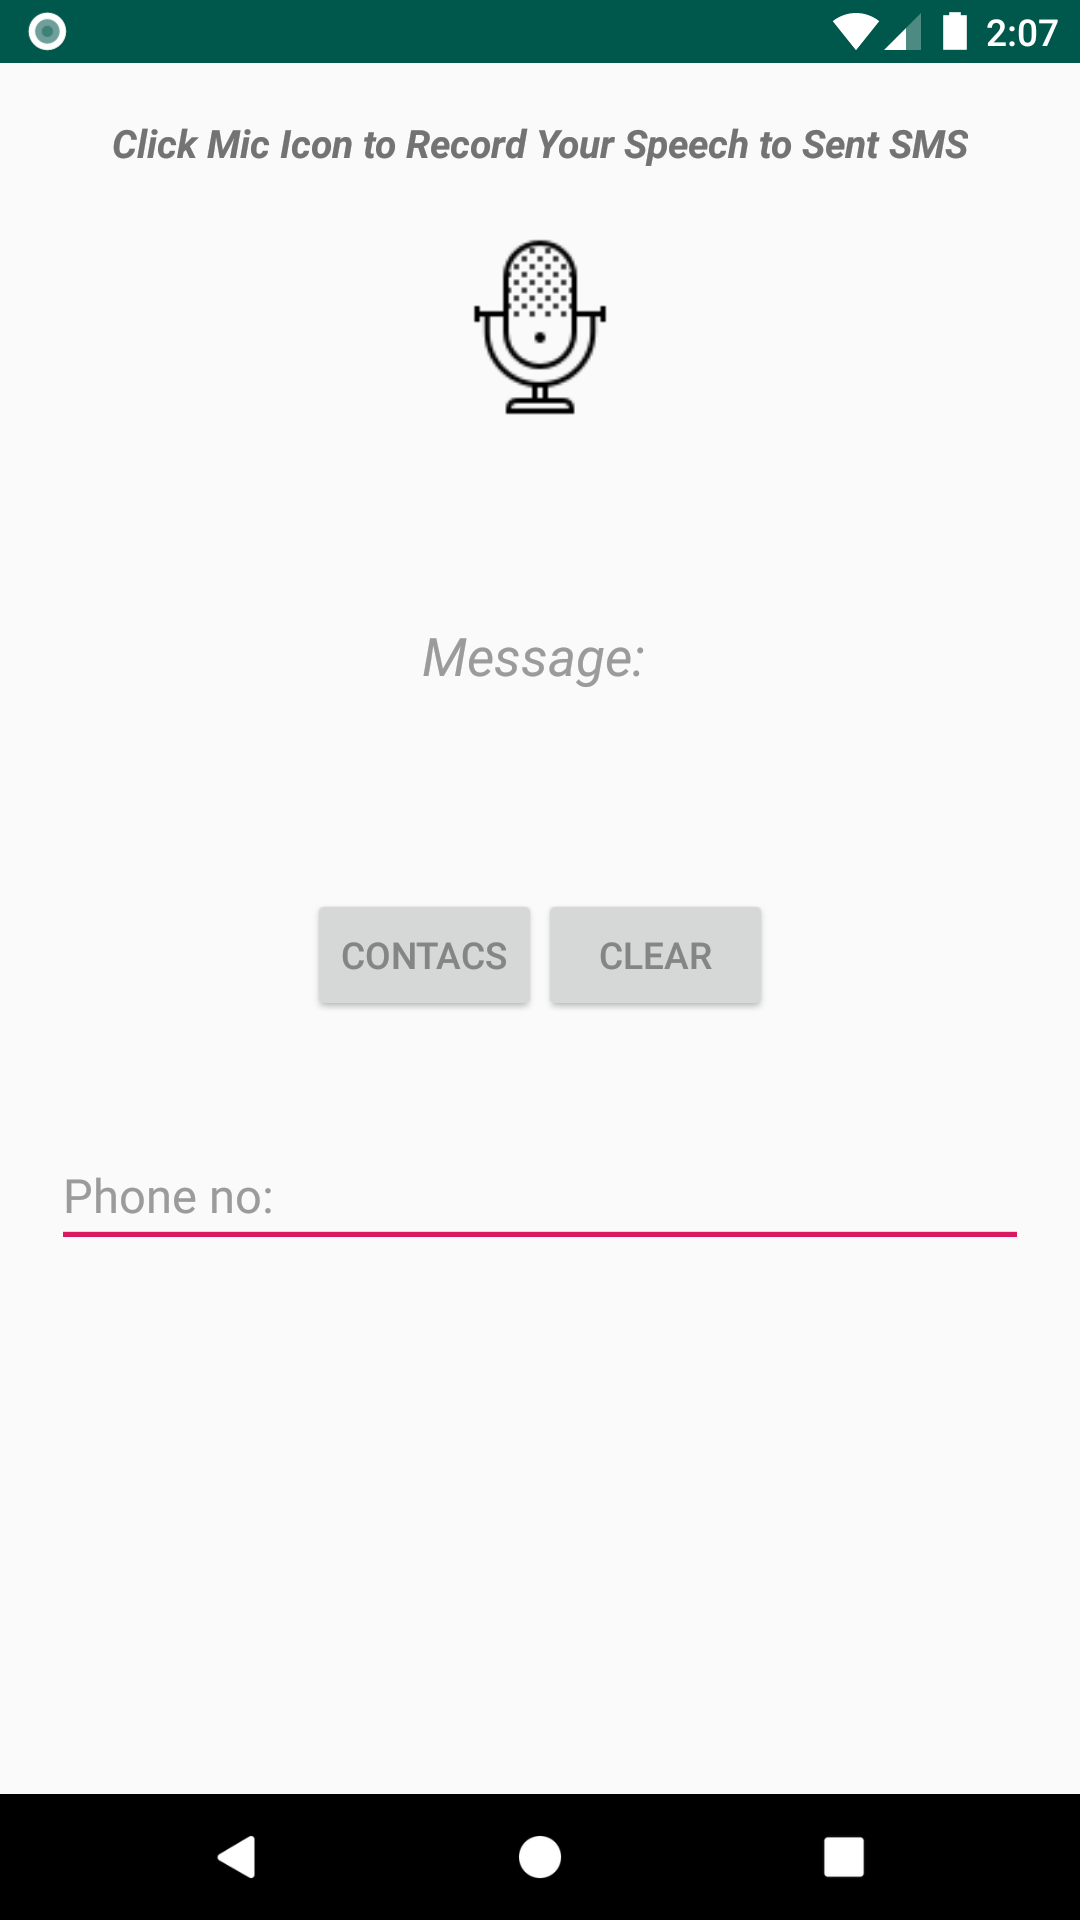 2:07
Click Mic Icon to Record Your Speech to Sent SMS
Message:
CONTACS CLEAR
Phone no: